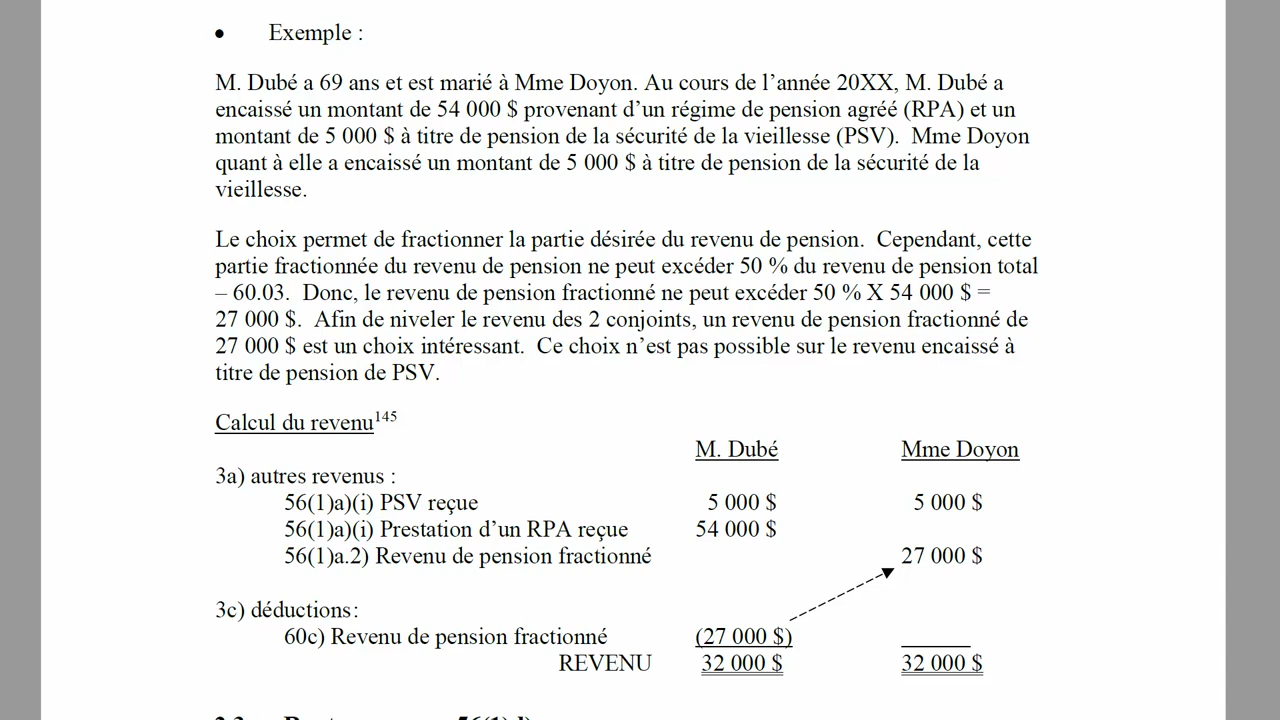 • Exemple :
M. Dubé a 69 ans et est marié à Mme Doyon. Au cours de l’année 20XX, M. Dubé a
encaissé un montant de 54 000 $ provenant d’un régime de pension agréé (RPA) et un
montant de 5 000 $ à titre de pension de la sécurité de la vieillesse (PSV).  Mme Doyon
quant à elle a encaissé un montant de 5 000 $ à titre de pension de la sécurité de la
vieillesse.
Le choix permet de fractionner la partie désirée du revenu de pension.  Cependant, cette
partie fractionnée du revenu de pension ne peut excéder 50 % du revenu de pension total
– 60.03.  Donc, le revenu de pension fractionné ne peut excéder 50 % X 54 000 $ =
27 000 $.  Afin de niveler le revenu des 2 conjoints, un revenu de pension fractionné de
27 000 $ est un choix intéressant.  Ce choix n’est pas possible sur le revenu encaissé à
titre de pension de PSV.
Calcul du revenu145
M. Dubé Mme Doyon
3a) autres revenus :
56(1)a)(i) PSV reçue 5 000 $ 5 000 $
56(1)a)(i) Prestation d’un RPA reçue 54 000 $
56(1)a.2) Revenu de pension fractionné 27 000 $
3c) déductions:
60c) Revenu de pension fractionné (27 000 $)
REVENU 32 000 $ 32 000 $